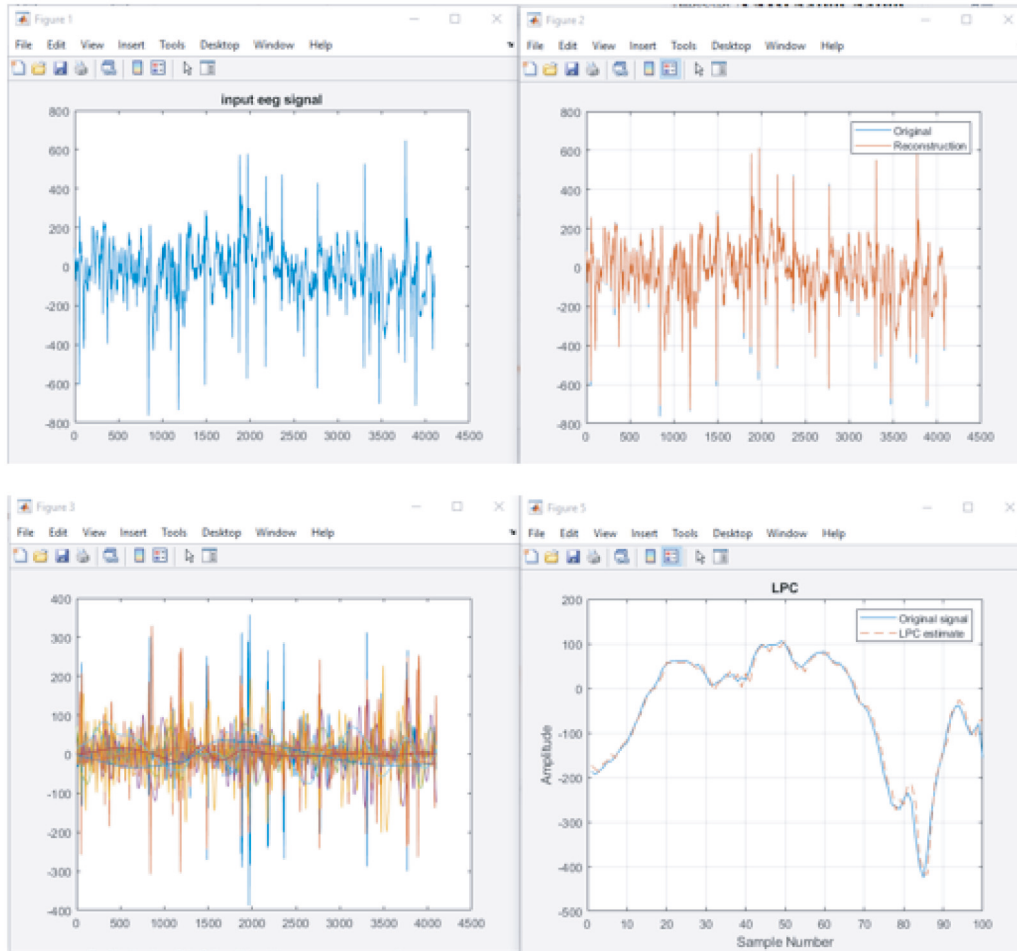 Figure 1
File Edit View Insert Tools Desktop Window Help
input eeg signal
800
600
400
200
0
-200
-400
-600
-800
0 500 1000 1500 2000 2500 3000 3500 4000 4500
Figure 2
File Edit View Insert Tools Desktop Window Help
Original
Reconstruction
800
600
400
200
0
-200
-400
-600
-800
0 500 1000 1500 2000 2500 3000 3500 4000 4500
Figure 3
File Edit View Insert Tools Desktop Window Help
400
300
200
100
0
-100
-200
-300
-400
0 500 1000 1500 2000 2500 3000 3500 4000 4500
Figure 5
File Edit View Insert Tools Desktop Window Help
LPC
Original signal
LPC estimate
200
100
0
-100
-200
-300
-400
-500
Amplitude
0 10 20 30 40 50 60 70 80 90 100
Sample Number